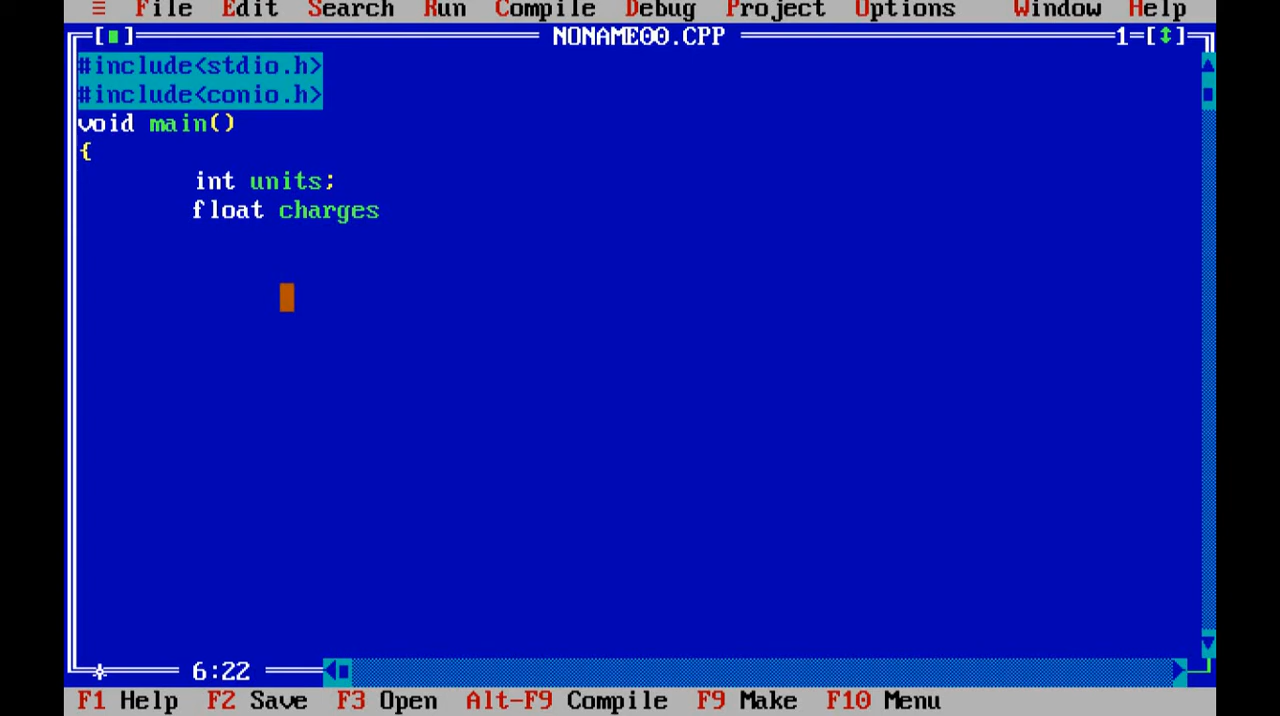 ≡ File Edit Search Run Compile Debug Project Options Window Help
[■] NONAME00.CPP 1=[↕]
#include<stdio.h>
#include<conio.h>
void main()
{
int units;
float charges
6:22
F1 Help F2 Save F3 Open Alt-F9 Compile F9 Make F10 Menu